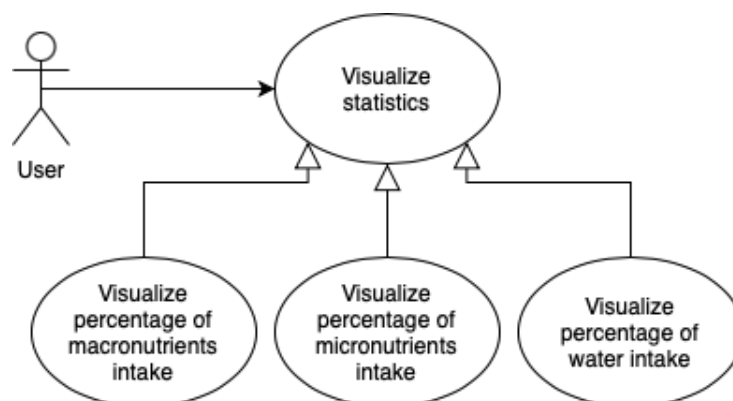 Visualize
statistics
User
Visualize
percentage of
macronutrients
intake
Visualize
percentage of
micronutrients
intake
Visualize
percentage of
water intake